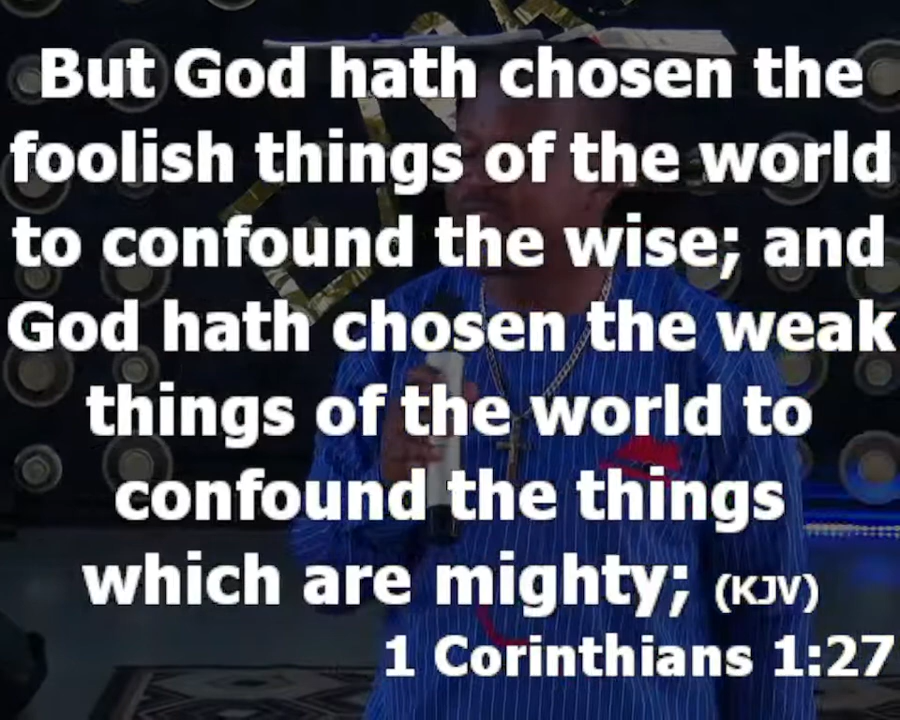 But God hath chosen the
foolish things of the world
to confound the wise; and
God hath chosen the weak
things of the world to
confound the things
which are mighty; (KJV)
1 Corinthians 1:27